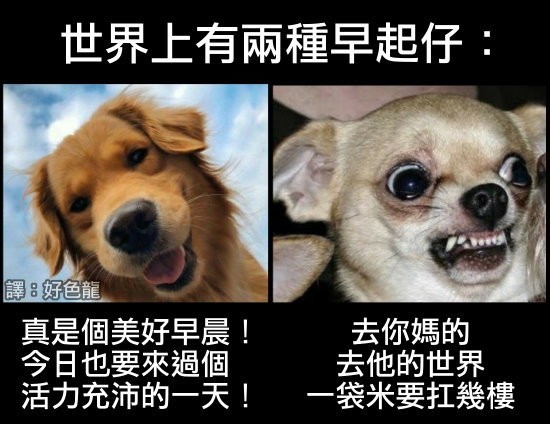 世界上有兩種早起仔：
譯：好色龍
真是個美好早晨！
今日也要來過個
活力充沛的一天！
去你媽的
去他的世界
一袋米要扛幾樓